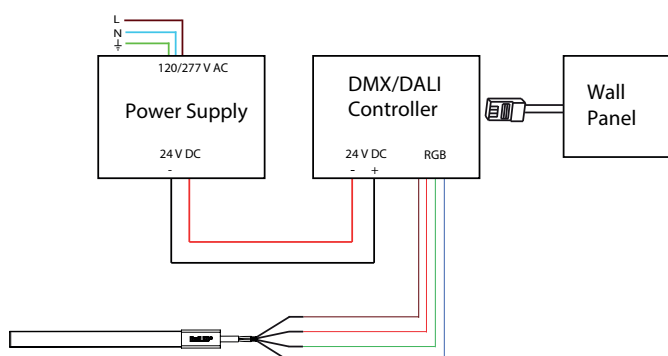 L
N
120/277 V AC
Power Supply
24 V DC
-
DMX/DALI
Controller
24 V DC
RGB
- +
Wall
Panel